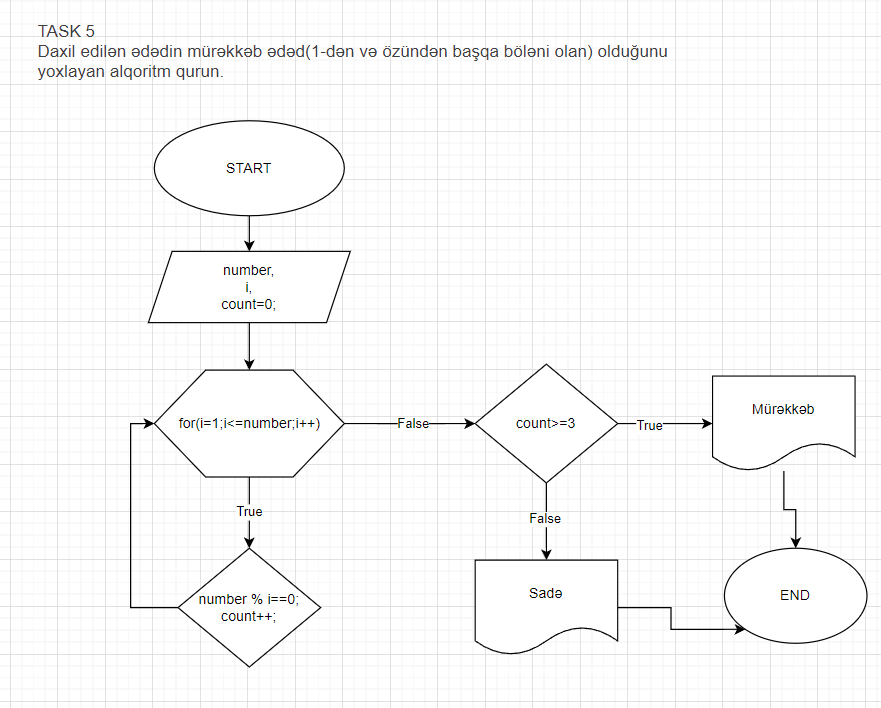 TASK 5
Daxil edilən ədədin mürəkkəb ədəd(1-dən və özündən başqa böləni olan) olduğunu
yoxlayan alqoritm qurun.
START
number,
i,
count=0;
for(i=1;i<=number;i++)
False
count>=3
True
Mürəkkəb
True
False
number % i==0;
count++;
Sadə
END